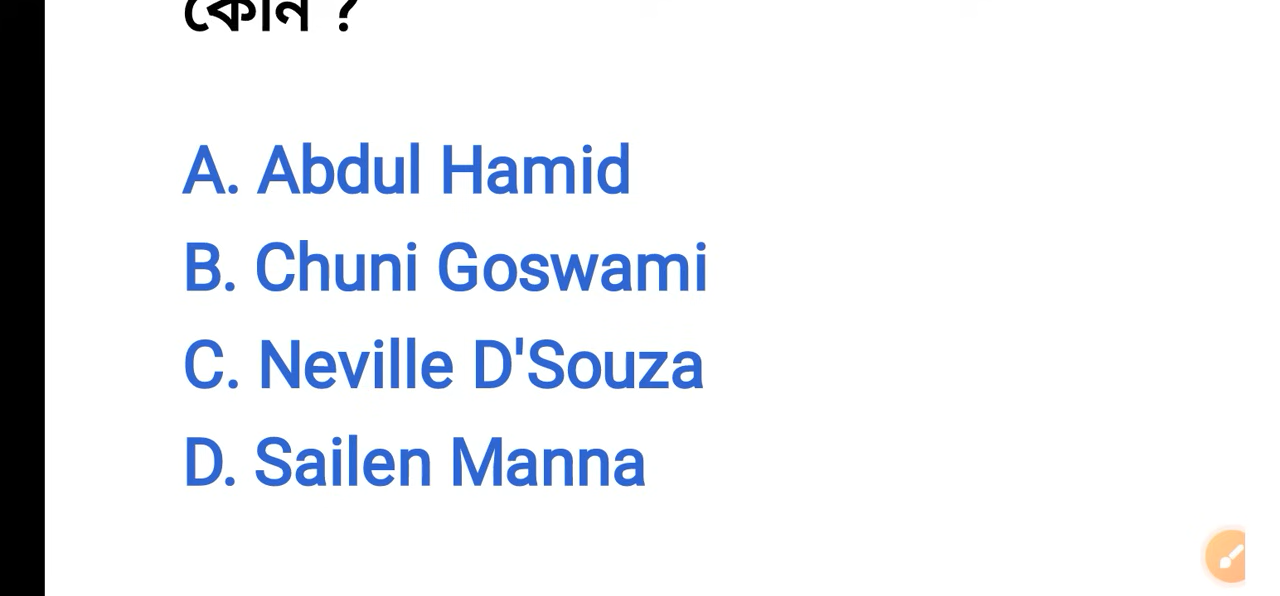 কোন ?
A. Abdul Hamid
B. Chuni Goswami
C. Neville D'Souza
D. Sailen Manna